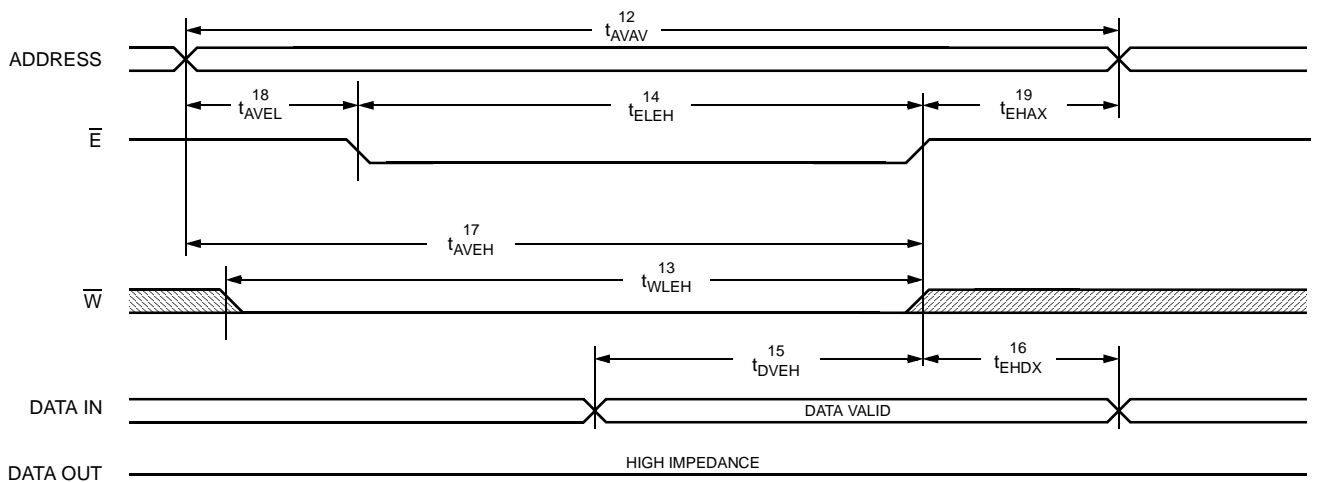 12
tAVAV
ADDRESS
18
tAVEL
14
tELEH
19
tEHAX
E̅
17
tAVEH
13
tWLEH
W̅
15
tDVEH
16
tEHDX
DATA IN
DATA VALID
DATA OUT
HIGH IMPEDANCE